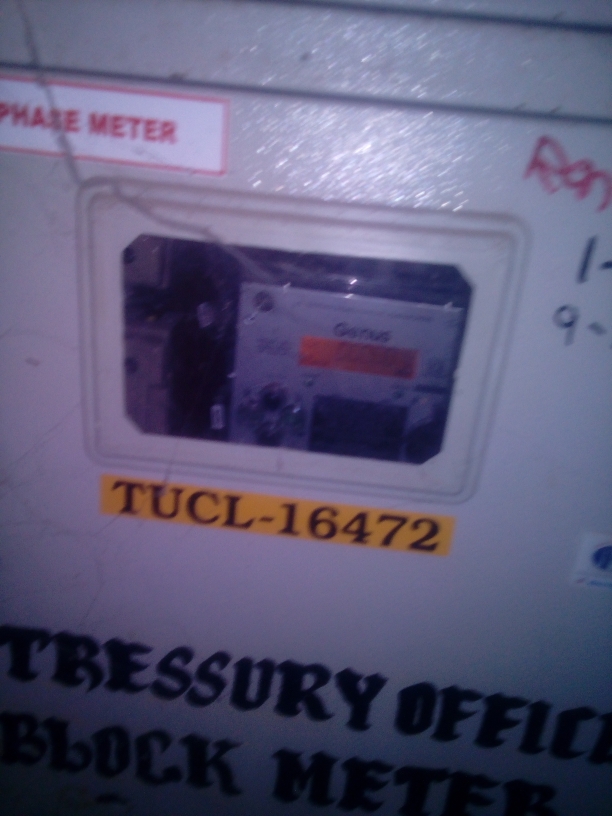 PHASE METER
Genus
TUCL-16472
TRESSURY OFFICE
BLOCK METER